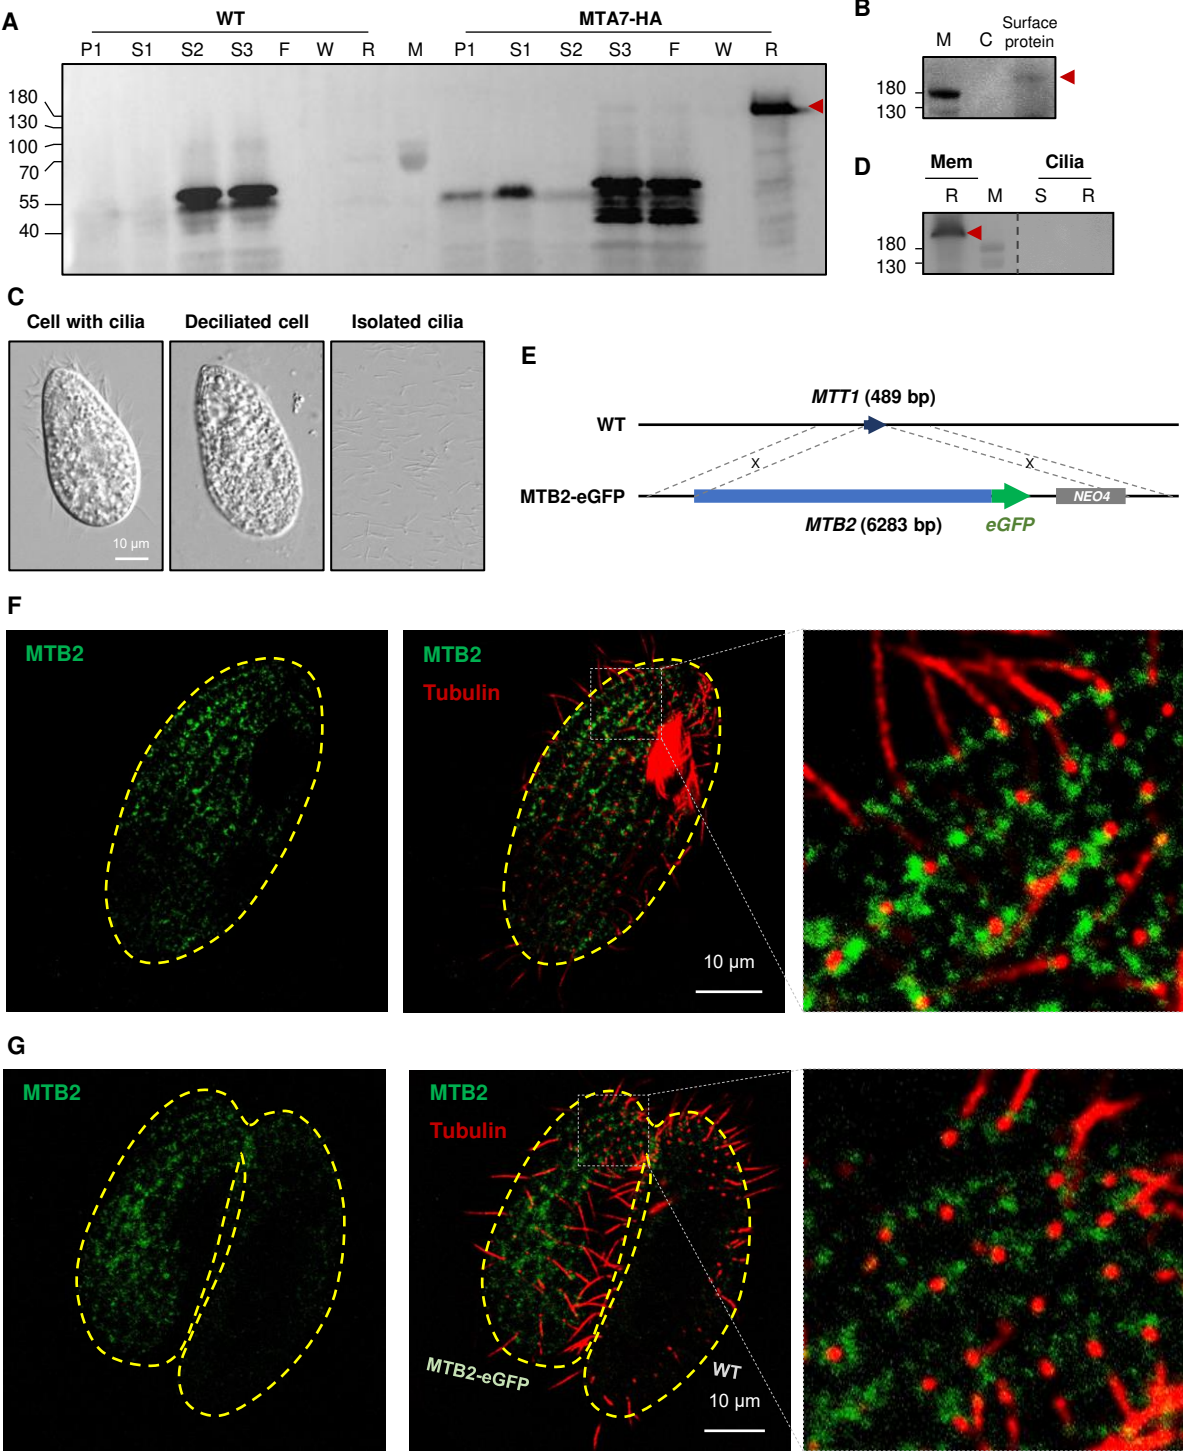 A
WT
MTA7-HA
P1 S1 S2 S3 F W R M P1 S1 S2 S3 F W R
180
130
100
70
55
40
B
M C Surface protein
180
130
D
Mem Cilia
R M S R
180
130
C
Cell with cilia Deciliated cell Isolated cilia
10 µm
E
MTT1 (489 bp)
WT
x x
MTB2-eGFP
NEO4
MTB2 (6283 bp) eGFP
F
MTB2
MTB2
Tubulin
10 µm
G
MTB2
MTB2
Tubulin
MTB2-eGFP
WT
10 µm